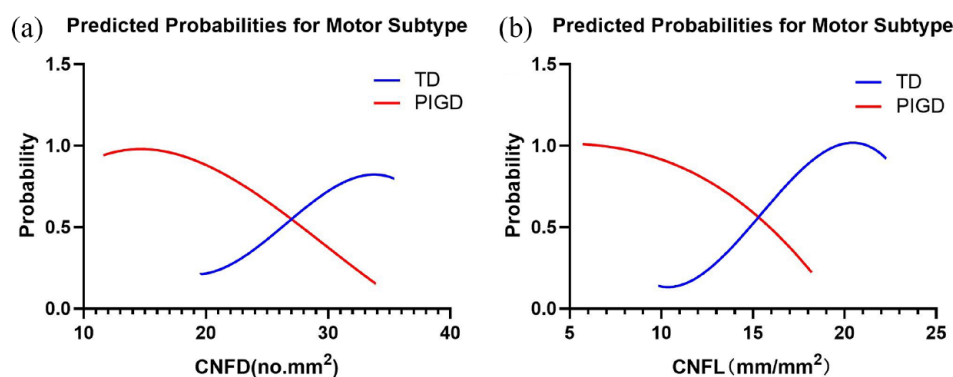 (a) Predicted Probabilities for Motor Subtype
1.5
1.0
0.5
0.0
Probability
TD
PIGD
10 20 30 40
CNFD(no.mm²)
(b) Predicted Probabilities for Motor Subtype
1.5
1.0
0.5
0.0
Probability
TD
PIGD
5 10 15 20 25
CNFL（mm/mm²）